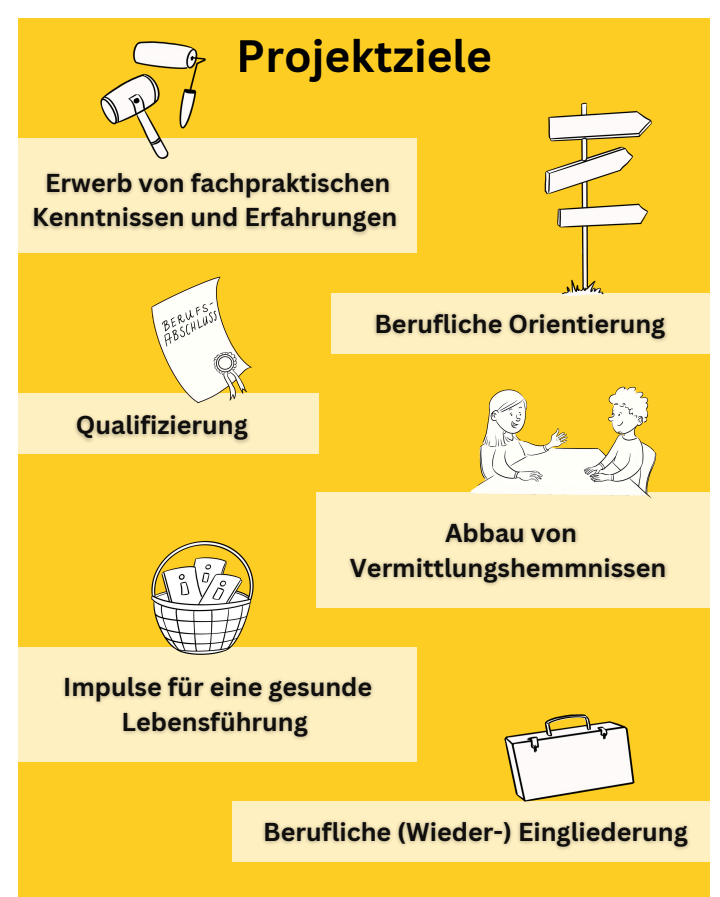 Projektziele
Erwerb von fachpraktischen
Kenntnissen und Erfahrungen
Berufliche Orientierung
BERUFS-
ABSCHLUSS
Qualifizierung
Abbau von
Vermittlungshemmnissen
i i i
Impulse für eine gesunde
Lebensführung
Berufliche (Wieder-) Eingliederung